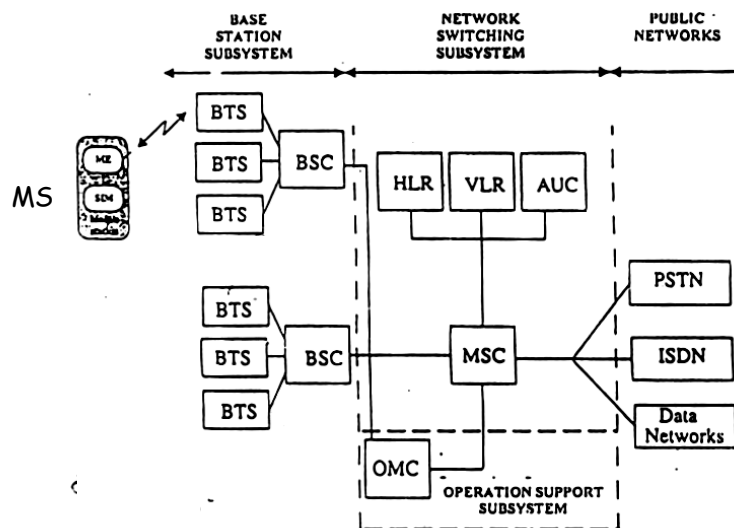 BASE
STATION
SUBSYSTEM
NETWORK
SWITCHING
SUBSYSTEM
PUBLIC
NETWORKS
BTS
BTS
BTS
BSC
HLR
VLR
AUC
MS
ME
SIM
BTS
BTS
BTS
BSC
MSC
PSTN
ISDN
Data
Networks
OMC
OPERATION SUPPORT
SUBSYSTEM